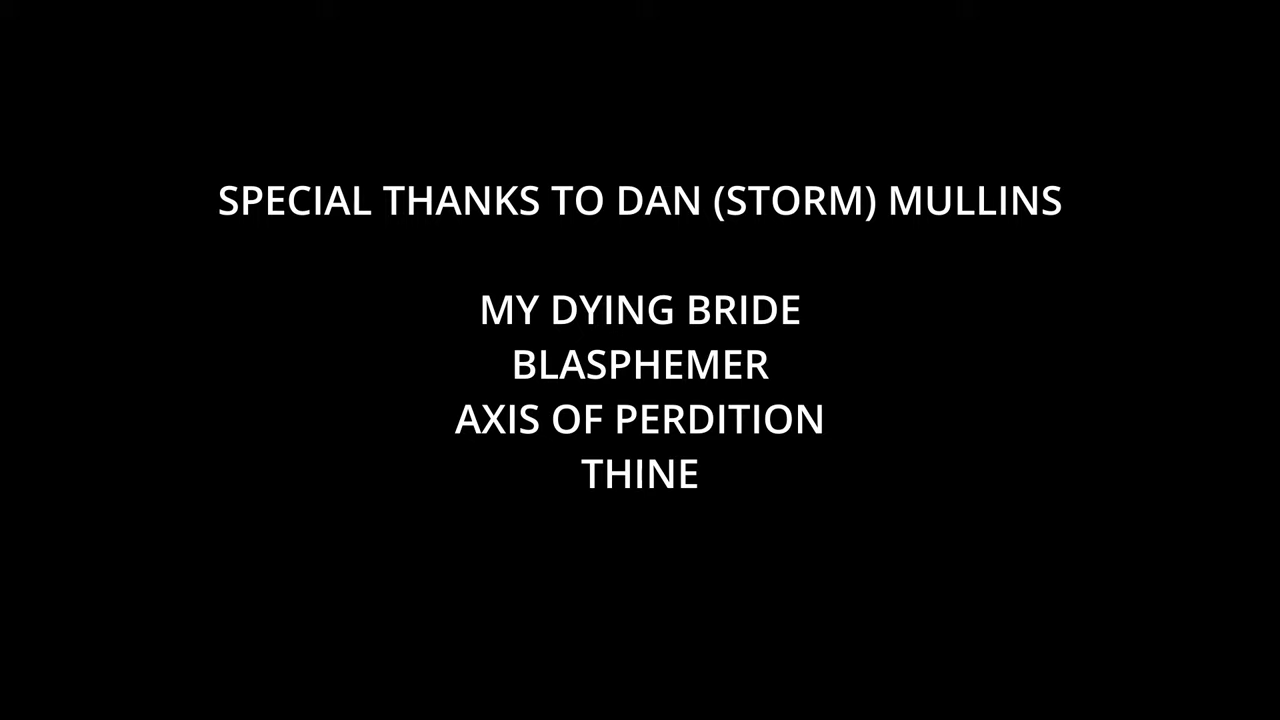 SPECIAL THANKS TO DAN (STORM) MULLINS
MY DYING BRIDE
BLASPHEMER
AXIS OF PERDITION
THINE